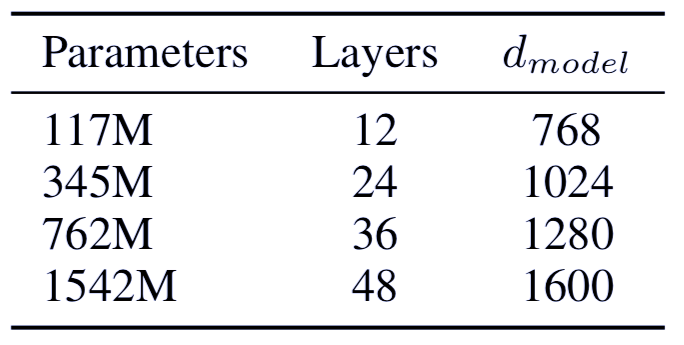 Parameters Layers d_model
117M 12 768
345M 24 1024
762M 36 1280
1542M 48 1600